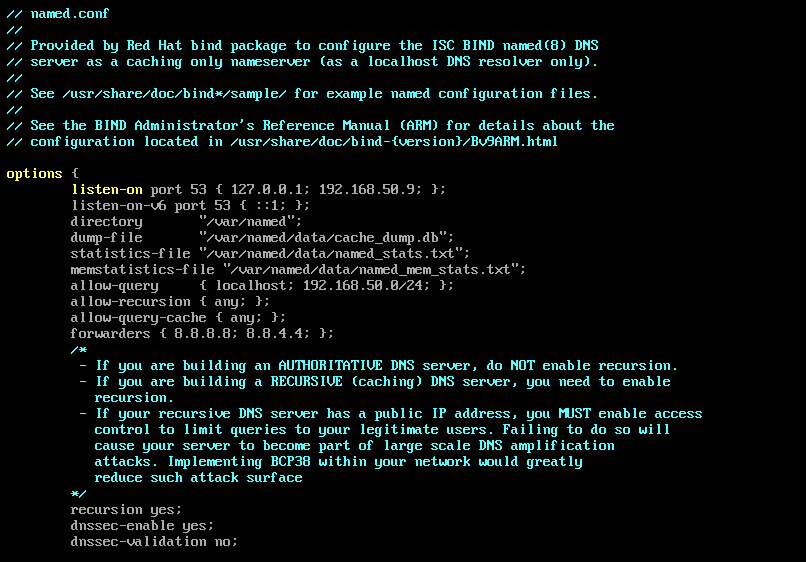 // named.conf
//
// Provided by Red Hat bind package to configure the ISC BIND named(8) DNS
// server as a caching only nameserver (as a localhost DNS resolver only).
//
// See /usr/share/doc/bind*/sample/ for example named configuration files.
//
// See the BIND Administrator's Reference Manual (ARM) for details about the
// configuration located in /usr/share/doc/bind-{version}/Bv9ARM.html

options {
        listen-on port 53 { 127.0.0.1; 192.168.50.9; };
        listen-on-v6 port 53 { ::1; };
        directory       "/var/named";
        dump-file       "/var/named/data/cache_dump.db";
        statistics-file "/var/named/data/named_stats.txt";
        memstatistics-file "/var/named/data/named_mem_stats.txt";
        allow-query     { localhost; 192.168.50.0/24; };
        allow-recursion { any; };
        allow-query-cache { any; };
        forwarders { 8.8.8.8; 8.8.4.4; };
        /*
         - If you are building an AUTHORITATIVE DNS server, do NOT enable recursion.
         - If you are building a RECURSIVE (caching) DNS server, you need to enable
           recursion.
         - If your recursive DNS server has a public IP address, you MUST enable access
           control to limit queries to your legitimate users. Failing to do so will
           cause your server to become part of large scale DNS amplification
           attacks. Implementing BCP38 within your network would greatly
           reduce such attack surface
        */
        recursion yes;
        dnssec-enable yes;
        dnssec-validation no;